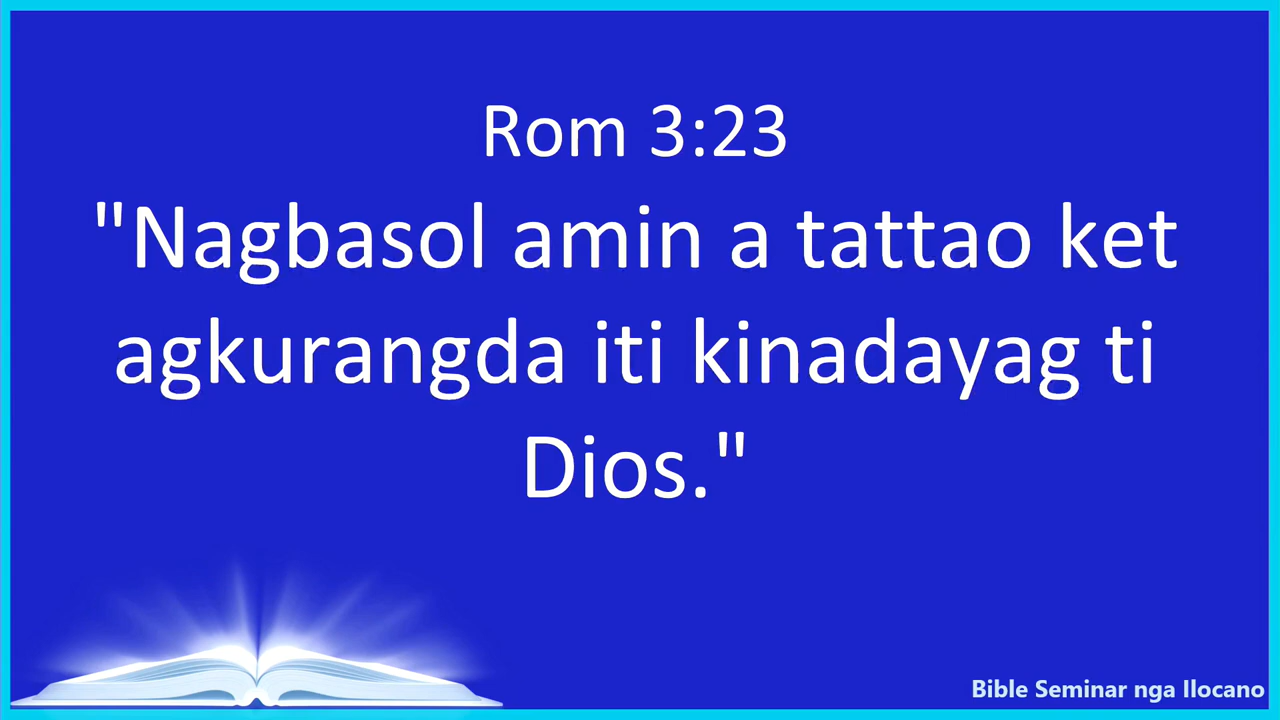 Rom 3:23
"Nagbasol amin a tattao ket
agkurangda iti kinadayag ti
Dios."
Bible Seminar nga Ilocano